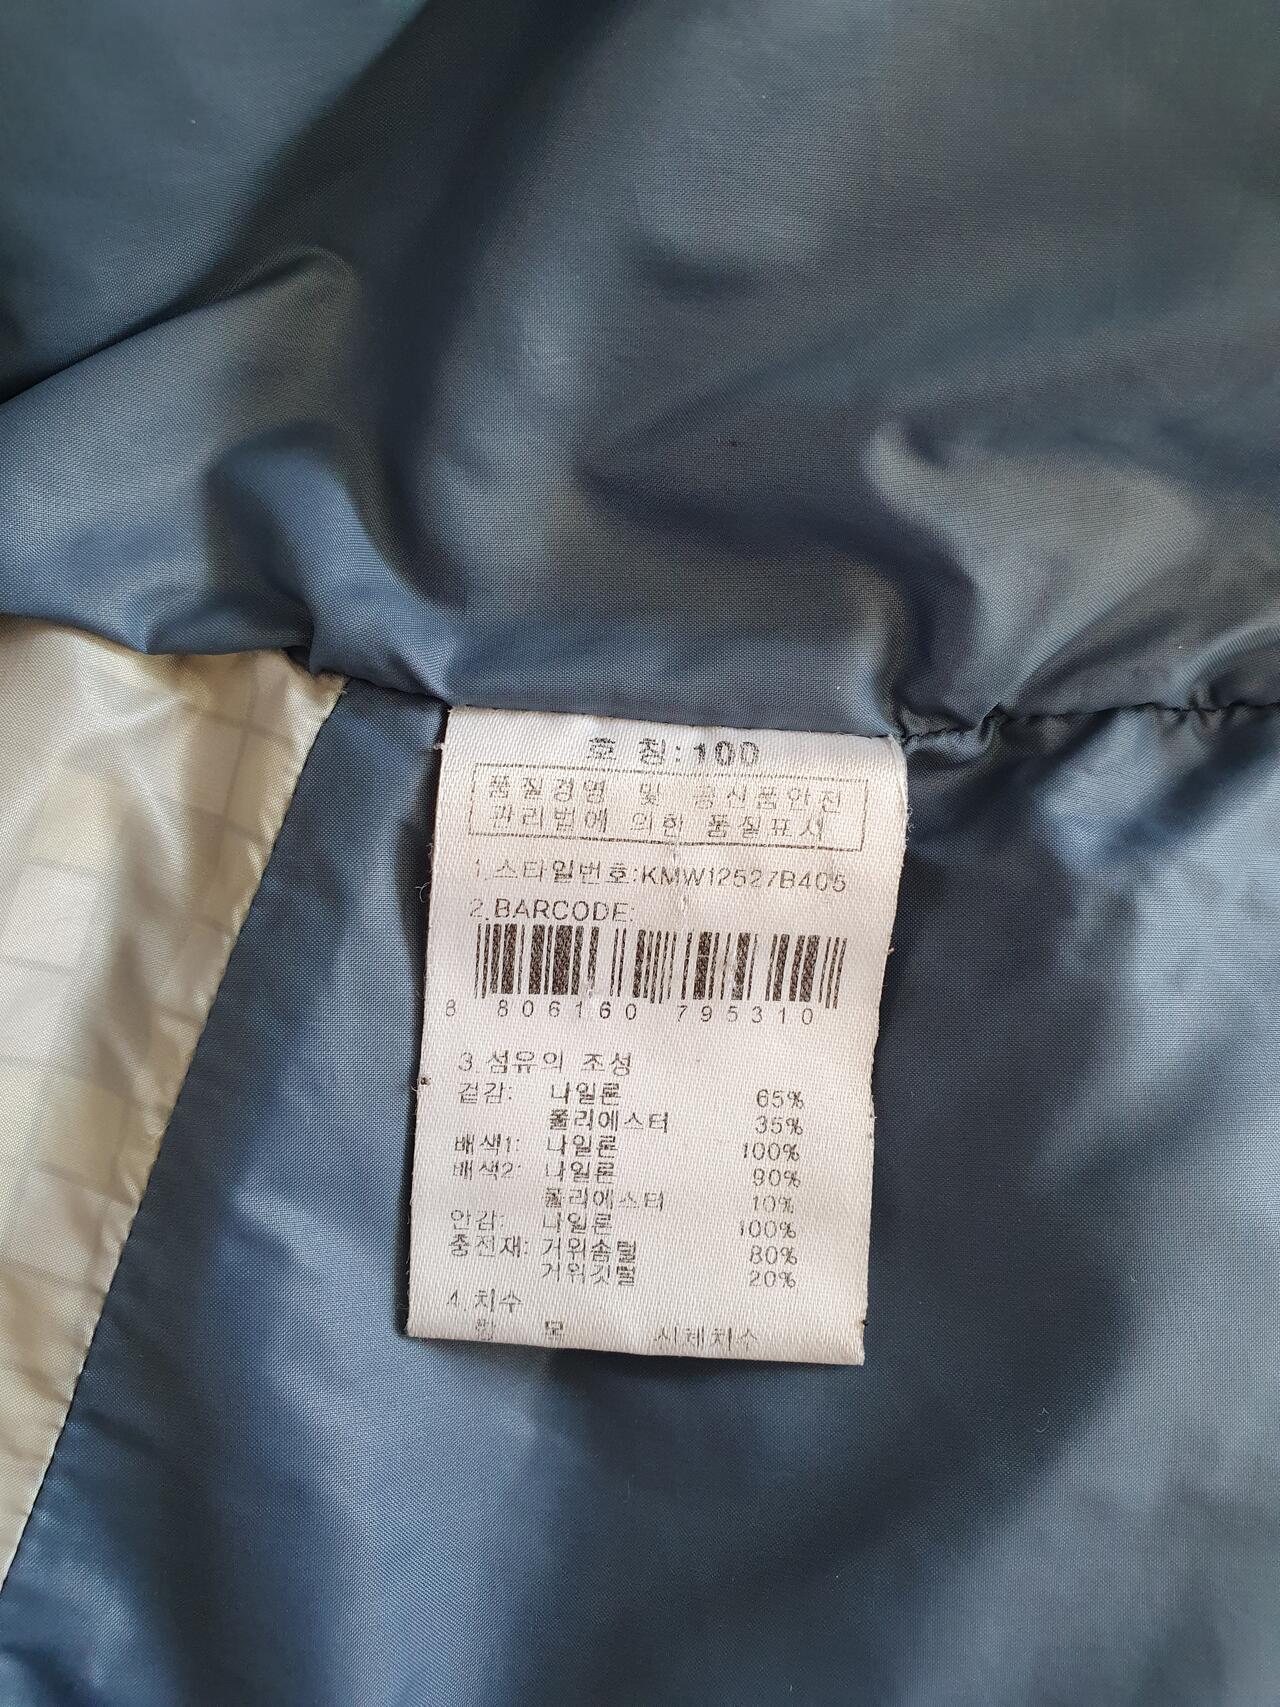 호 칭:100
품질경영 및 공산품안전
관리법에 의한 품질표시
1.스타일번호:KMW12527B405
2.BARCODE:
8 806160 795310
3.섬유의 조성
겉감: 나일론 65%
폴리에스터 35%
배색1: 나일론 100%
배색2: 나일론 90%
폴리에스터 10%
안감: 나일론 100%
충전재: 거위솜털 80%
거위깃털 20%
4.치수
항 목 신체치수